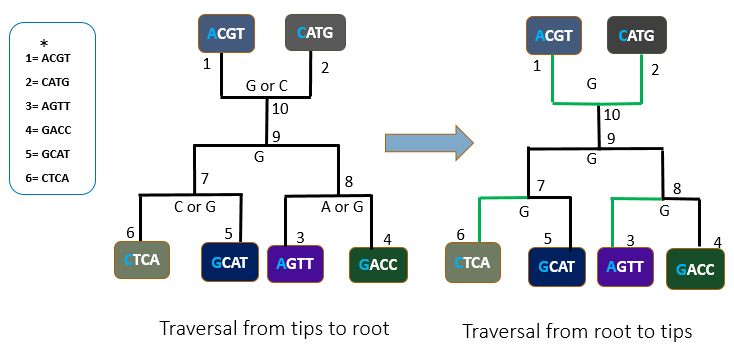 *
1= ACGT
2= CATG
3= AGTT
4= GACC
5= GCAT
6= CTCA
ACGT
CATG
1
2
G or C
10
9
G
7
8
C or G
A or G
6
5
3
4
CTCA
GCAT
AGTT
GACC
Traversal from tips to root
ACGT
CATG
1
2
G
10
9
G
7
8
G
G
6
5
3
4
CTCA
GCAT
AGTT
GACC
Traversal from root to tips